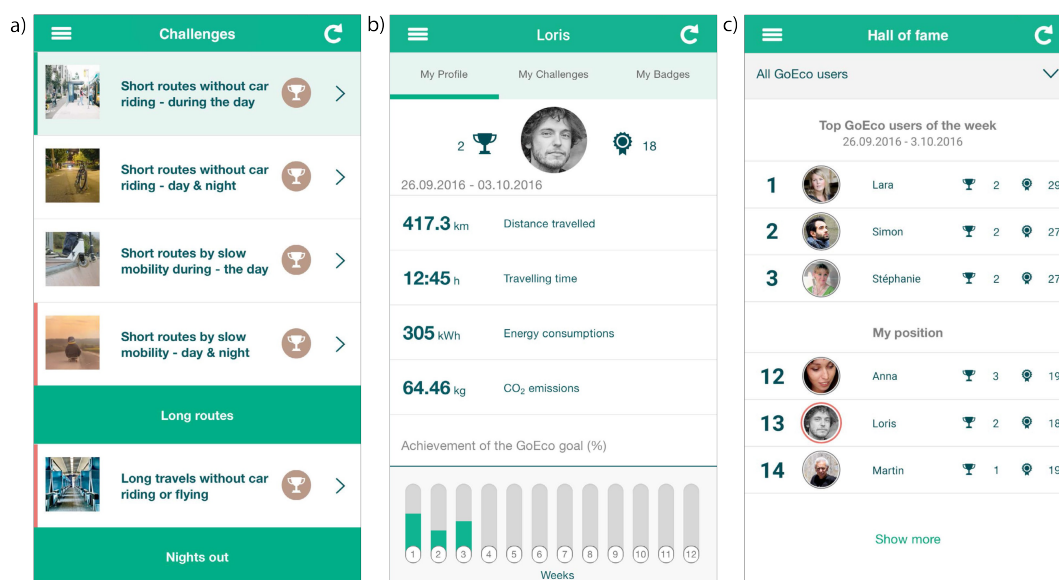 a)
Challenges
Short routes without car
riding - during the day
Short routes without car
riding - day & night
Short routes by slow
mobility during - the day
Short routes by slow
mobility - day & night
Long routes
Long travels without car
riding or flying
Nights out
b)
Loris
My Profile My Challenges My Badges
2 18
26.09.2016 - 03.10.2016
417.3 km Distance travelled
12:45 h Travelling time
305 kWh Energy consumptions
64.46 kg CO₂ emissions
Achievement of the GoEco goal (%)
1 2 3 4 5 6 7 8 9 10 11 12
Weeks
c)
Hall of fame
All GoEco users
Top GoEco users of the week
26.09.2016 - 3.10.2016
1 Lara 2 29
2 Simon 2 27
3 Stéphanie 2 27
My position
12 Anna 3 19
13 Loris 2 18
14 Martin 1 19
Show more